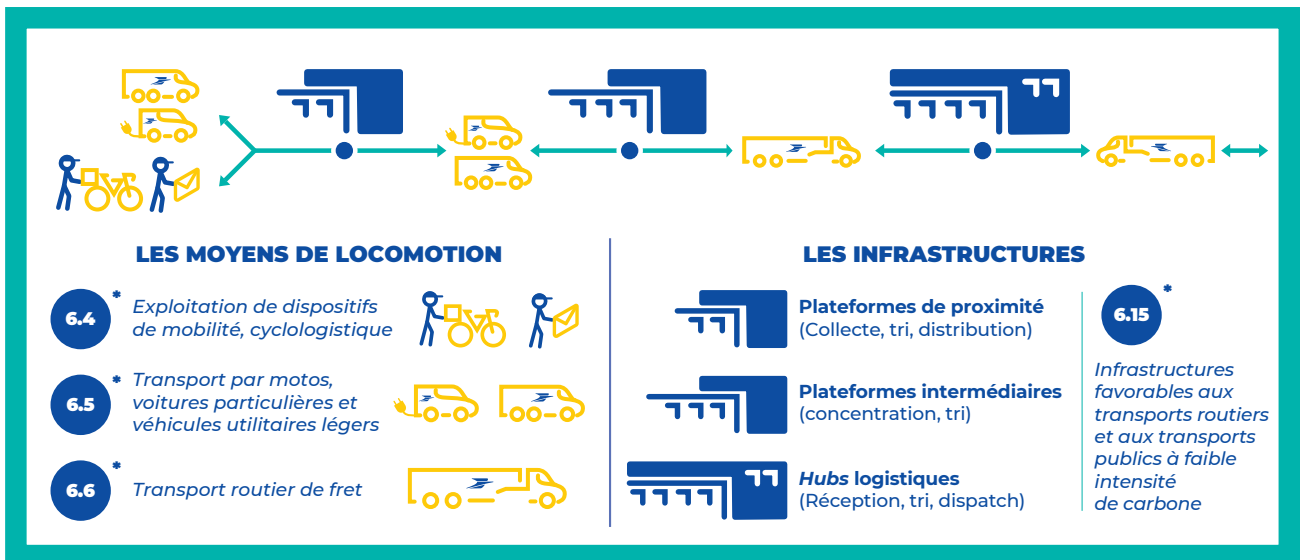 LES MOYENS DE LOCOMOTION
6.4*
Exploitation de dispositifs
de mobilité, cyclologistique
6.5*
Transport par motos,
voitures particulières et
véhicules utilitaires légers
6.6*
Transport routier de fret
LES INFRASTRUCTURES
Plateformes de proximité
(Collecte, tri, distribution)
Plateformes intermédiaires
(concentration, tri)
Hubs logistiques
(Réception, tri, dispatch)
6.15*
Infrastructures
favorables aux
transports routiers
et aux transports
publics à faible
intensité
de carbone